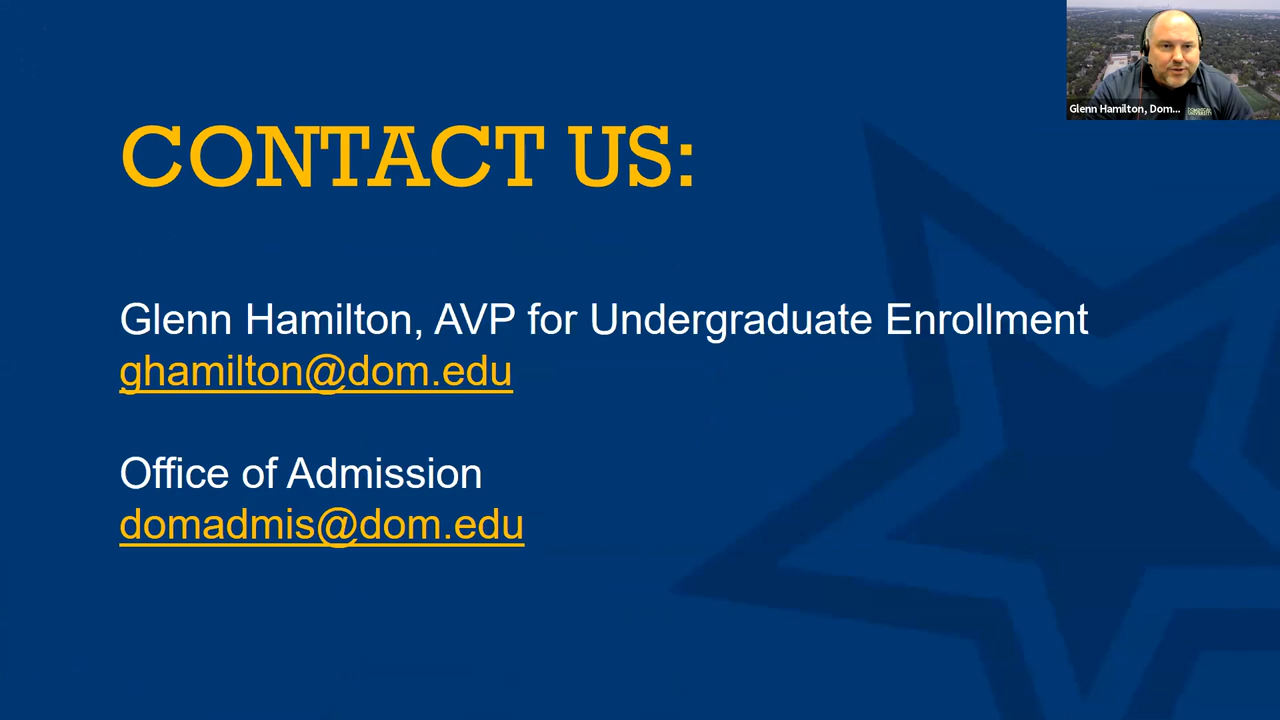 CONTACT US:
Glenn Hamilton, Dom...
Glenn Hamilton, AVP for Undergraduate Enrollment
ghamilton@dom.edu
Office of Admission
domadmis@dom.edu